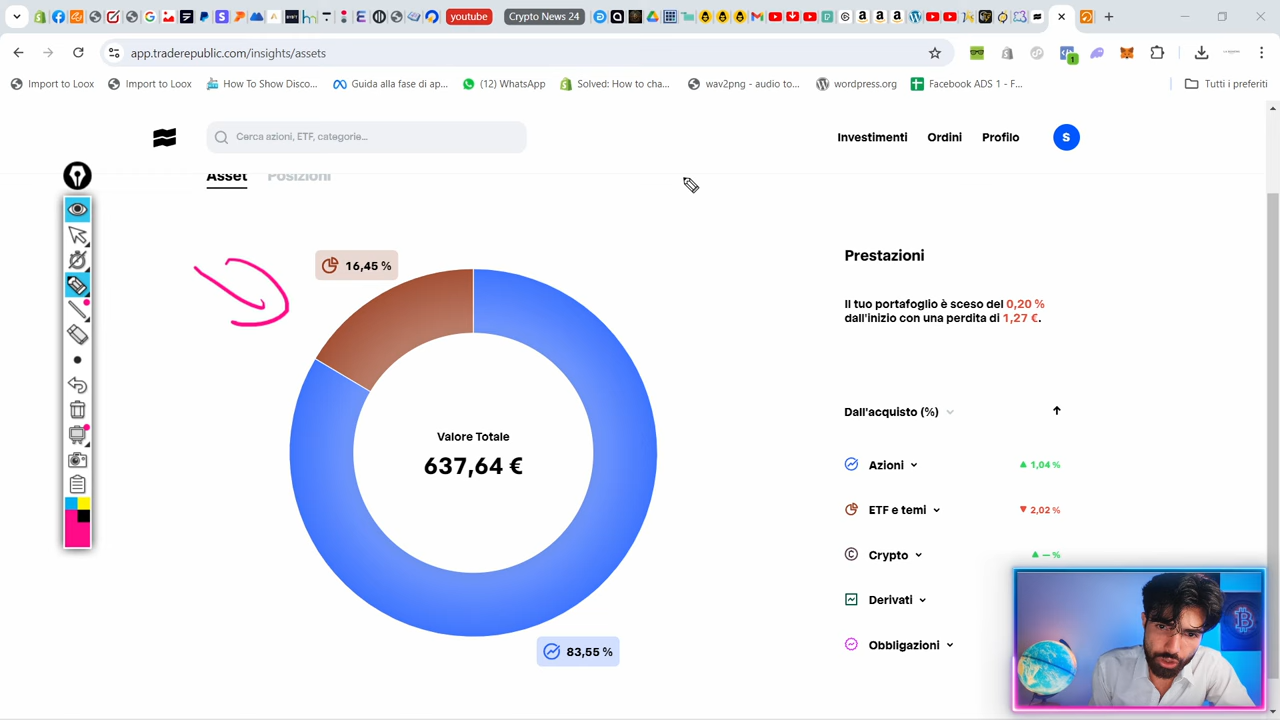 youtube
Crypto News 24
app.traderepublic.com/insights/assets
1
Import to Loox
Import to Loox
How To Show Disco...
Guida alla fase di ap...
(12) WhatsApp
Solved: How to cha...
wav2png - audio to...
wordpress.org
Facebook ADS 1 - F...
Tutti i preferiti
Cerca azioni, ETF, categorie...
Investimenti
Ordini
Profilo
S
Asset
Posizioni
16,45 %
Valore Totale
637,64 €
83,55 %
Prestazioni
Il tuo portafoglio è sceso del 0,20 %
dall'inizio con una perdita di 1,27 €.
Dall'acquisto (%)
Azioni
1,04 %
ETF e temi
2,02 %
Crypto
— %
Derivati
Obbligazioni